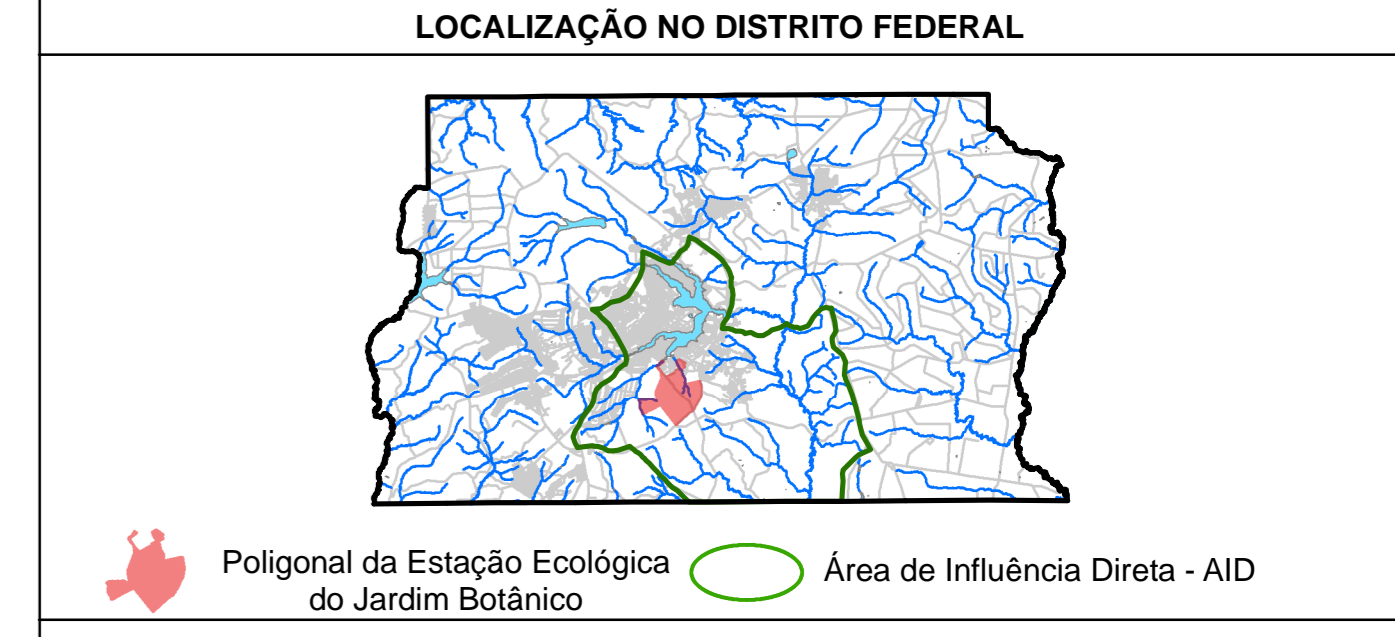 LOCALIZAÇÃO NO DISTRITO FEDERAL
Poligonal da Estação Ecológica
do Jardim Botânico
Área de Influência Direta - AID